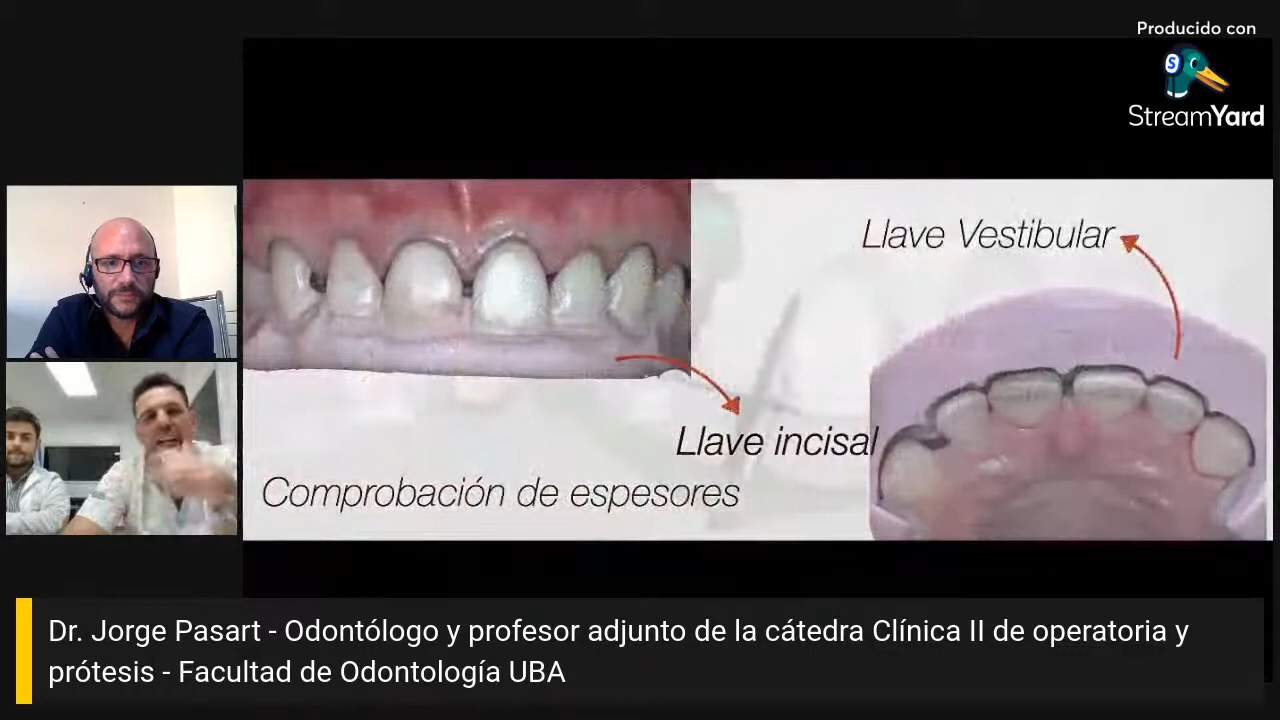 Producido con
StreamYard
Llave Vestibular
Llave incisal
Comprobación de espesores
Dr. Jorge Pasart - Odontólogo y profesor adjunto de la cátedra Clínica II de operatoria y
prótesis - Facultad de Odontología UBA